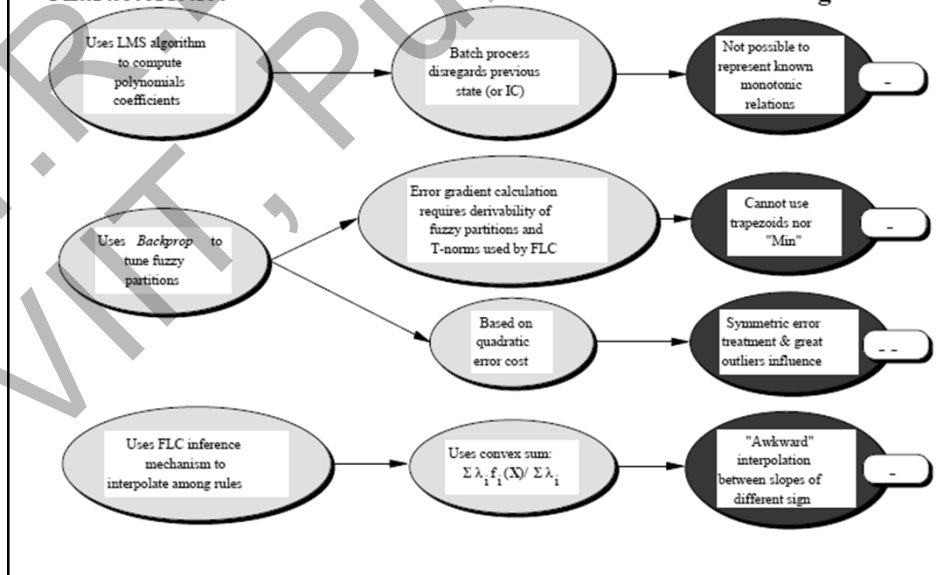 Uses LMS algorithm
to compute
polynomials
coefficients
Batch process
disregards previous
state (or IC)
Not possible to
represent known
monotonic
relations
-
Uses Backprop to
tune fuzzy
partitions
Error gradient calculation
requires derivability of
fuzzy partitions and
T-norms used by FLC
Cannot use
trapezoids nor
"Min"
-
Based on
quadratic
error cost
Symmetric error
treatment & great
outliers influence
- -
Uses FLC inference
mechanism to
interpolate among rules
Uses convex sum:
Σ λ i f i (X)/ Σ λ i
"Awkward"
interpolation
between slopes of
different sign
-
VIIT, Pu